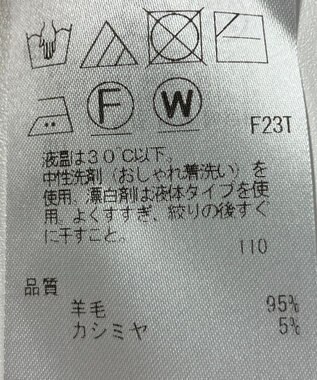 F W
F23T
液温は30℃以下。
中性洗剤(おしゃれ着洗い)を
使用。漂白剤は液体タイプを使
用。よくすすぎ、絞りの後すぐ
に干すこと。
110
品質
羊毛 95%
カシミヤ 5%